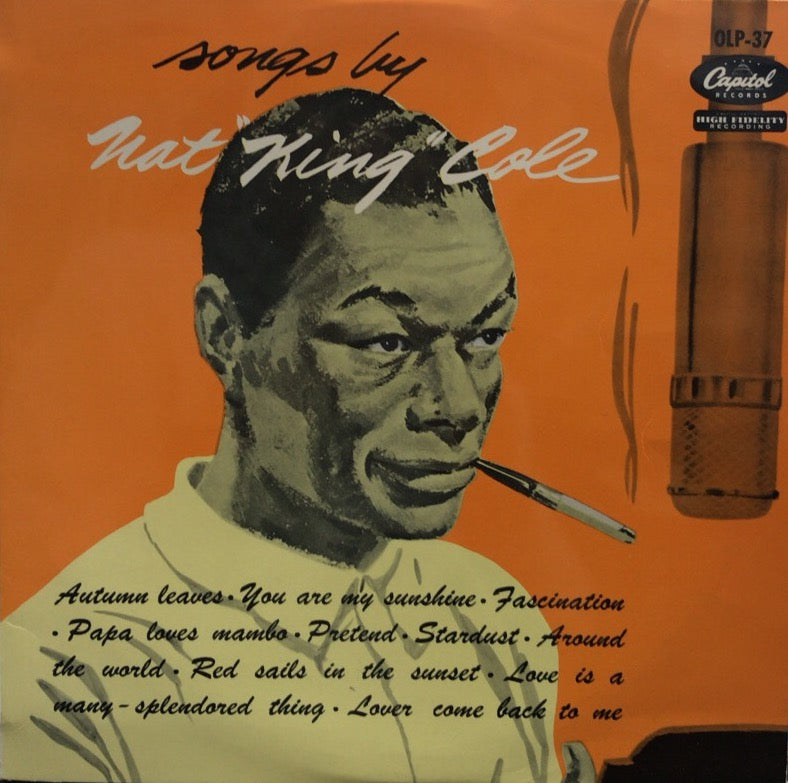 songs by
OLP-37
Nat "King" Cole
Capitol
RECORDS
HIGH FIDELITY
RECORDING
Autumn leaves · You are my sunshine · Fascination
· Papa loves mambo · Pretend · Stardust · Around
the world · Red sails in the sunset · Love is a
many-splendored thing · Lover come back to me